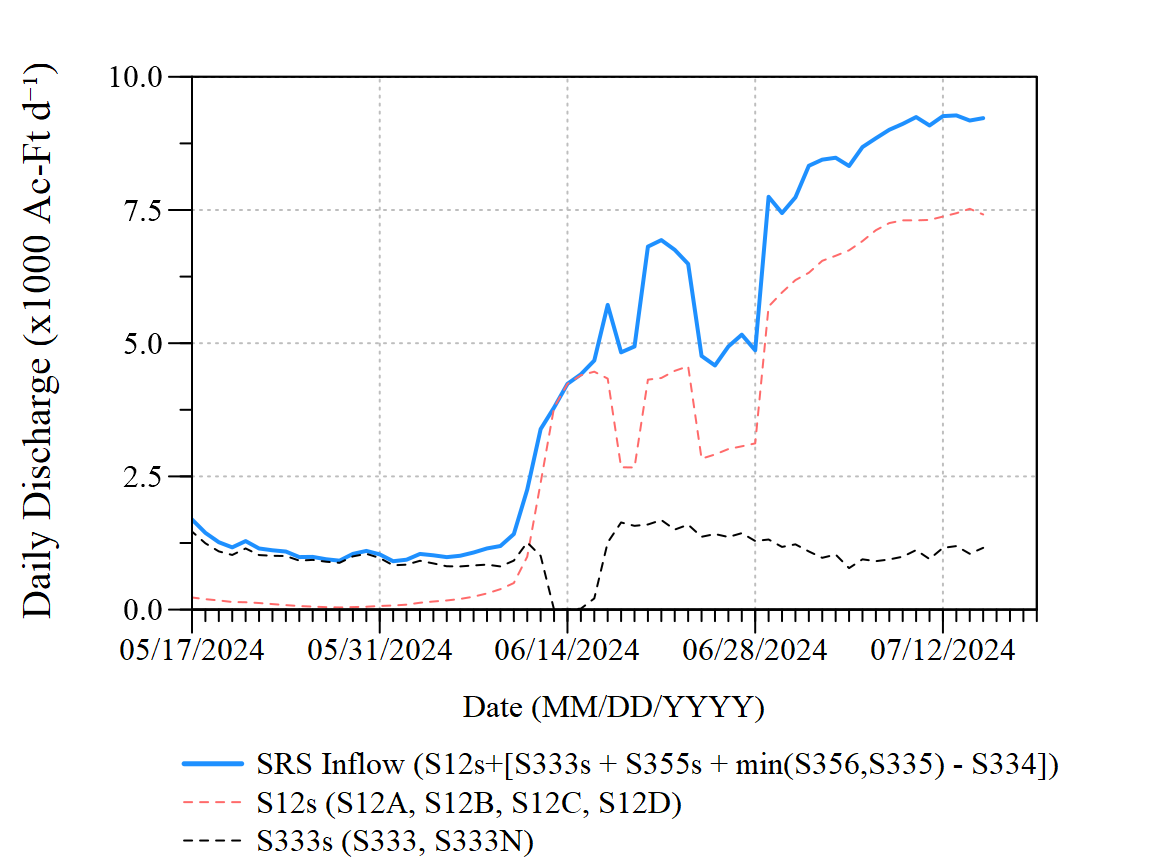 Daily Discharge (x1000 Ac-Ft d⁻¹)
10.0
7.5
5.0
2.5
0.0
05/17/2024 05/31/2024 06/14/2024 06/28/2024 07/12/2024
Date (MM/DD/YYYY)
SRS Inflow (S12s+[S333s + S355s + min(S356,S335) - S334])
S12s (S12A, S12B, S12C, S12D)
S333s (S333, S333N)